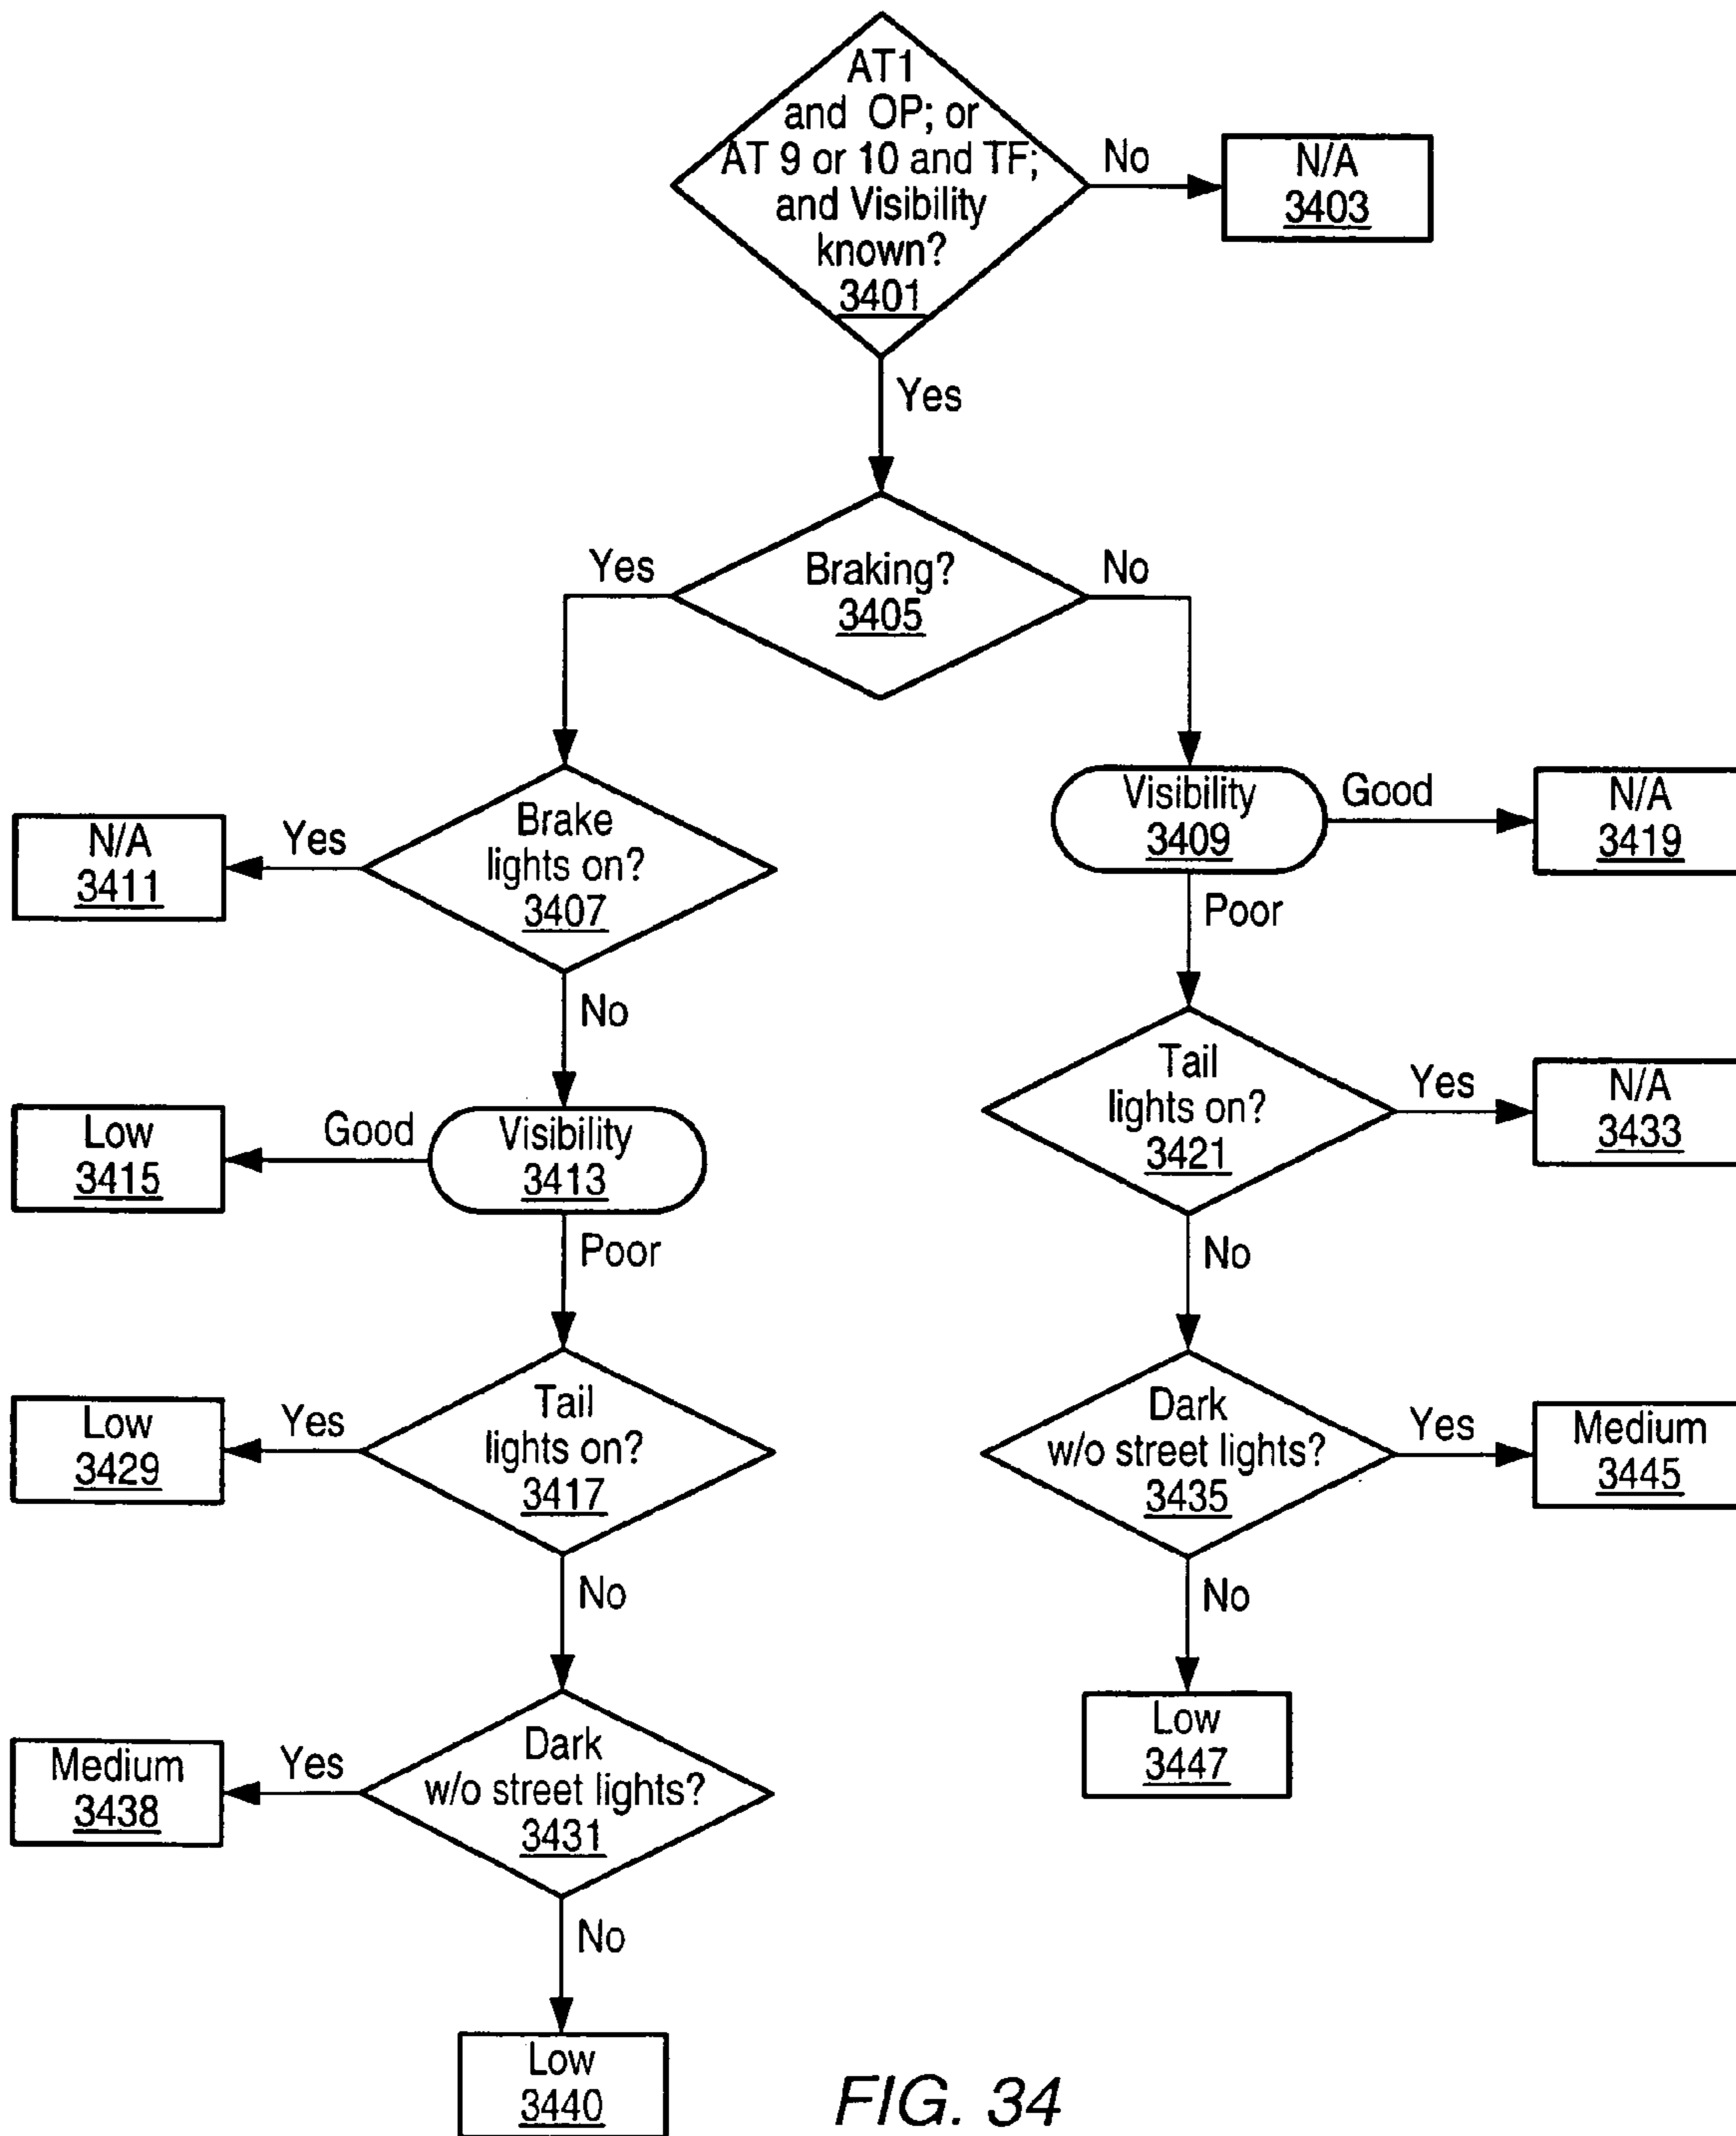 AT1
and OP; or
AT 9 or 10 and TF;
and Visibility
known?
3401
No
N/A
3403
Yes
Braking?
3405
Yes
No
Brake
lights on?
3407
Yes
N/A
3411
No
Visibility
3409
Good
N/A
3419
Poor
Visibility
3413
Good
Low
3415
Poor
Tail
lights on?
3421
Yes
N/A
3433
No
Tail
lights on?
3417
Yes
Low
3429
No
Dark
w/o street lights?
3435
Yes
Medium
3445
No
Low
3447
Dark
w/o street lights?
3431
Yes
Medium
3438
No
Low
3440
FIG. 34